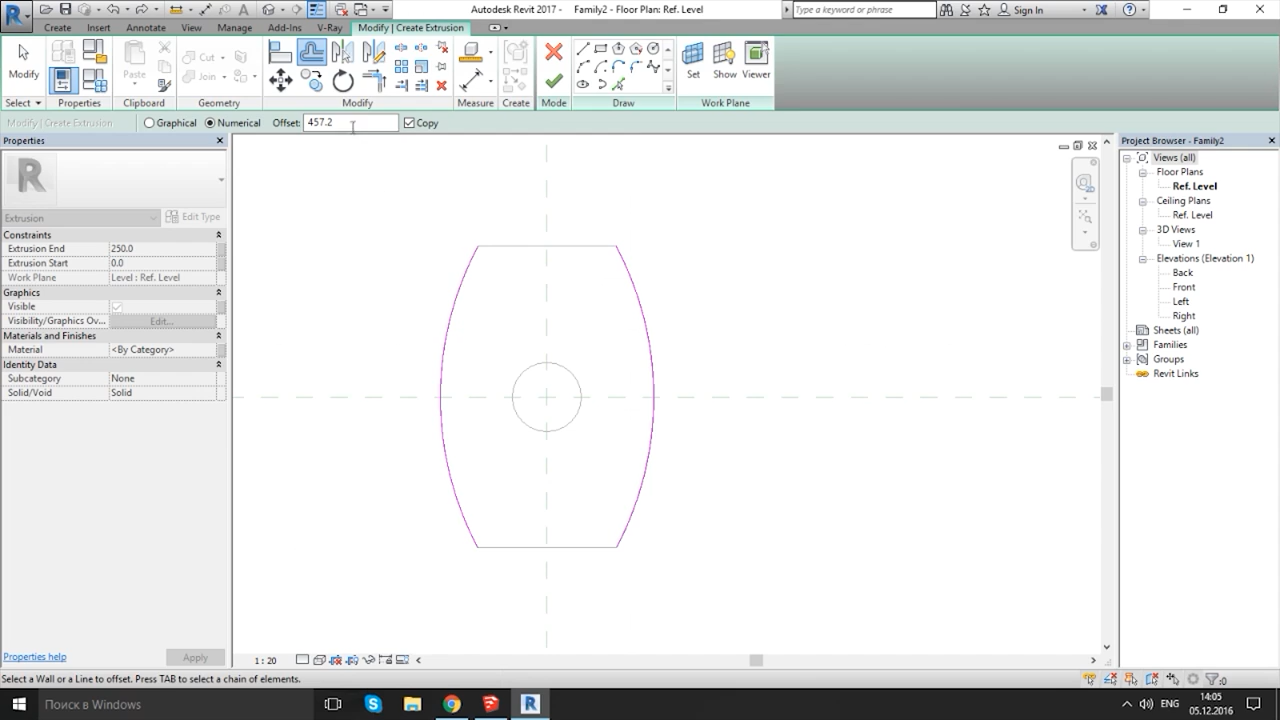 Autodesk Revit 2017 - Family2 - Floor Plan: Ref. Level
Type a keyword or phrase
Sign In
Create Insert Annotate View Manage Add-Ins V-Ray Modify | Create Extrusion
Modify
Paste
Cut
Join
Set Show Viewer
Select Properties Clipboard Geometry Modify Measure Create Mode Draw Work Plane
Modify | Create Extrusion
Graphical Numerical Offset: 457.2 Copy
Properties
Extrusion
Edit Type
Constraints
Extrusion End 250.0
Extrusion Start 0.0
Work Plane Level : Ref. Level
Graphics
Visible
Visibility/Graphics Ov... Edit...
Materials and Finishes
Material <By Category>
Identity Data
Subcategory None
Solid/Void Solid
Properties help
Apply
Project Browser - Family2
Views (all)
Floor Plans
Ref. Level
Ceiling Plans
Ref. Level
3D Views
View 1
Elevations (Elevation 1)
Back
Front
Left
Right
Sheets (all)
Families
Groups
Revit Links
1 : 20
Select a Wall or a Line to offset. Press TAB to select a chain of elements.
:0
Поиск в Windows
ENG
14:05
05.12.2016